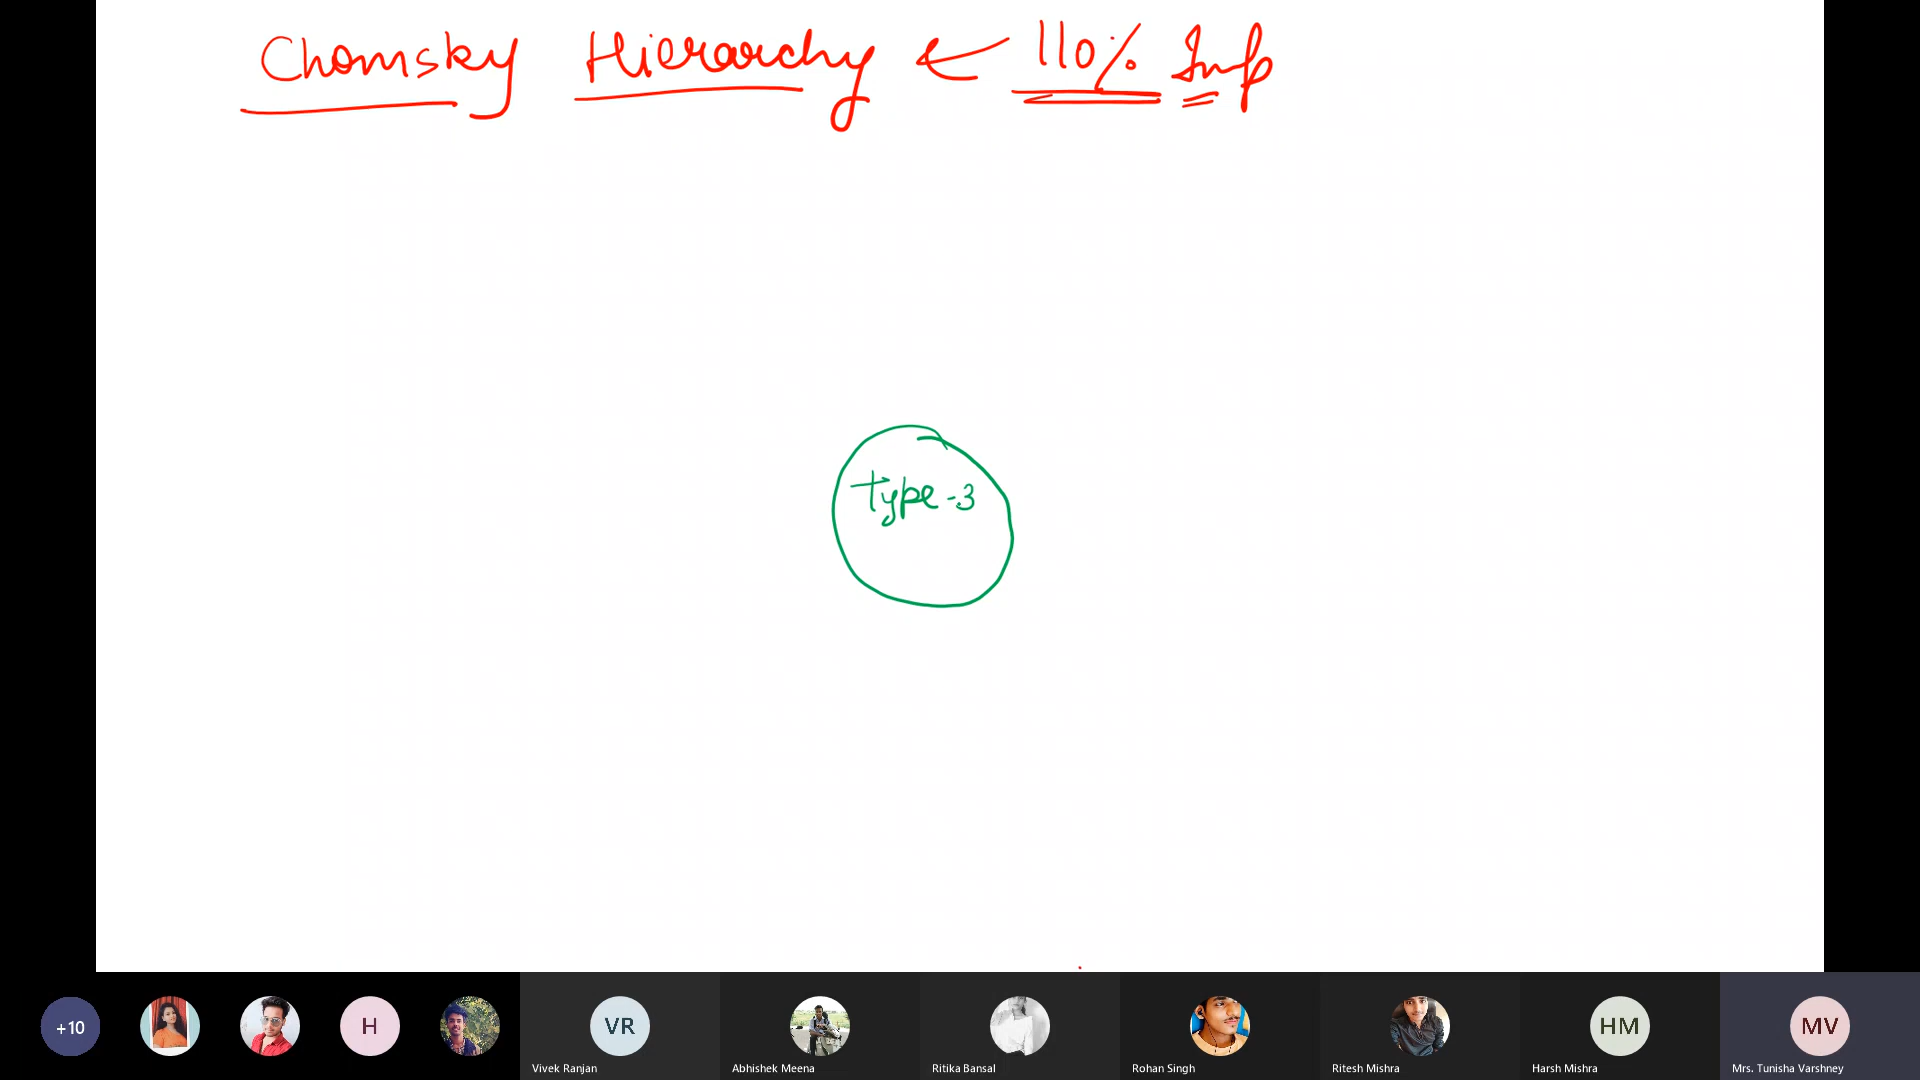 Chomsky Hierarchy ← 110% Imp
Type-3
+10
H
VR
HM
MV
Vivek Ranjan
Abhishek Meena
Ritika Bansal
Rohan Singh
Ritesh Mishra
Harsh Mishra
Mrs. Tunisha Varshney